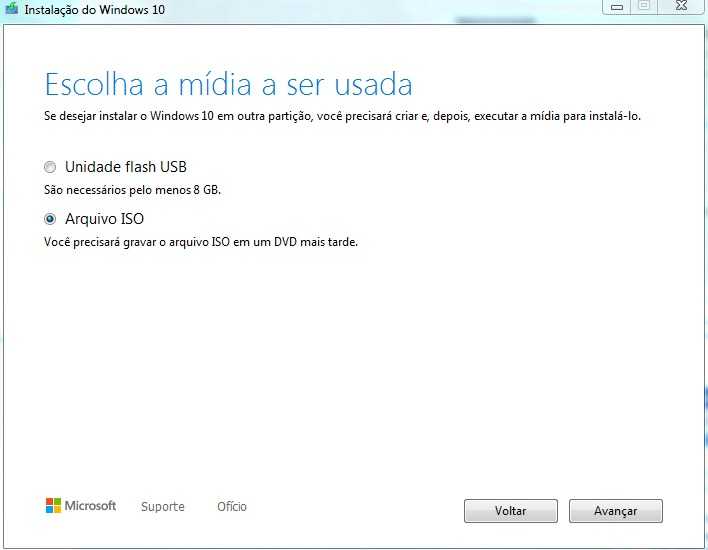 Instalação do Windows 10
Escolha a mídia a ser usada
Se desejar instalar o Windows 10 em outra partição, você precisará criar e, depois, executar a mídia para instalá-lo.
Unidade flash USB
São necessários pelo menos 8 GB.
Arquivo ISO
Você precisará gravar o arquivo ISO em um DVD mais tarde.
Microsoft Suporte Ofício Voltar Avançar